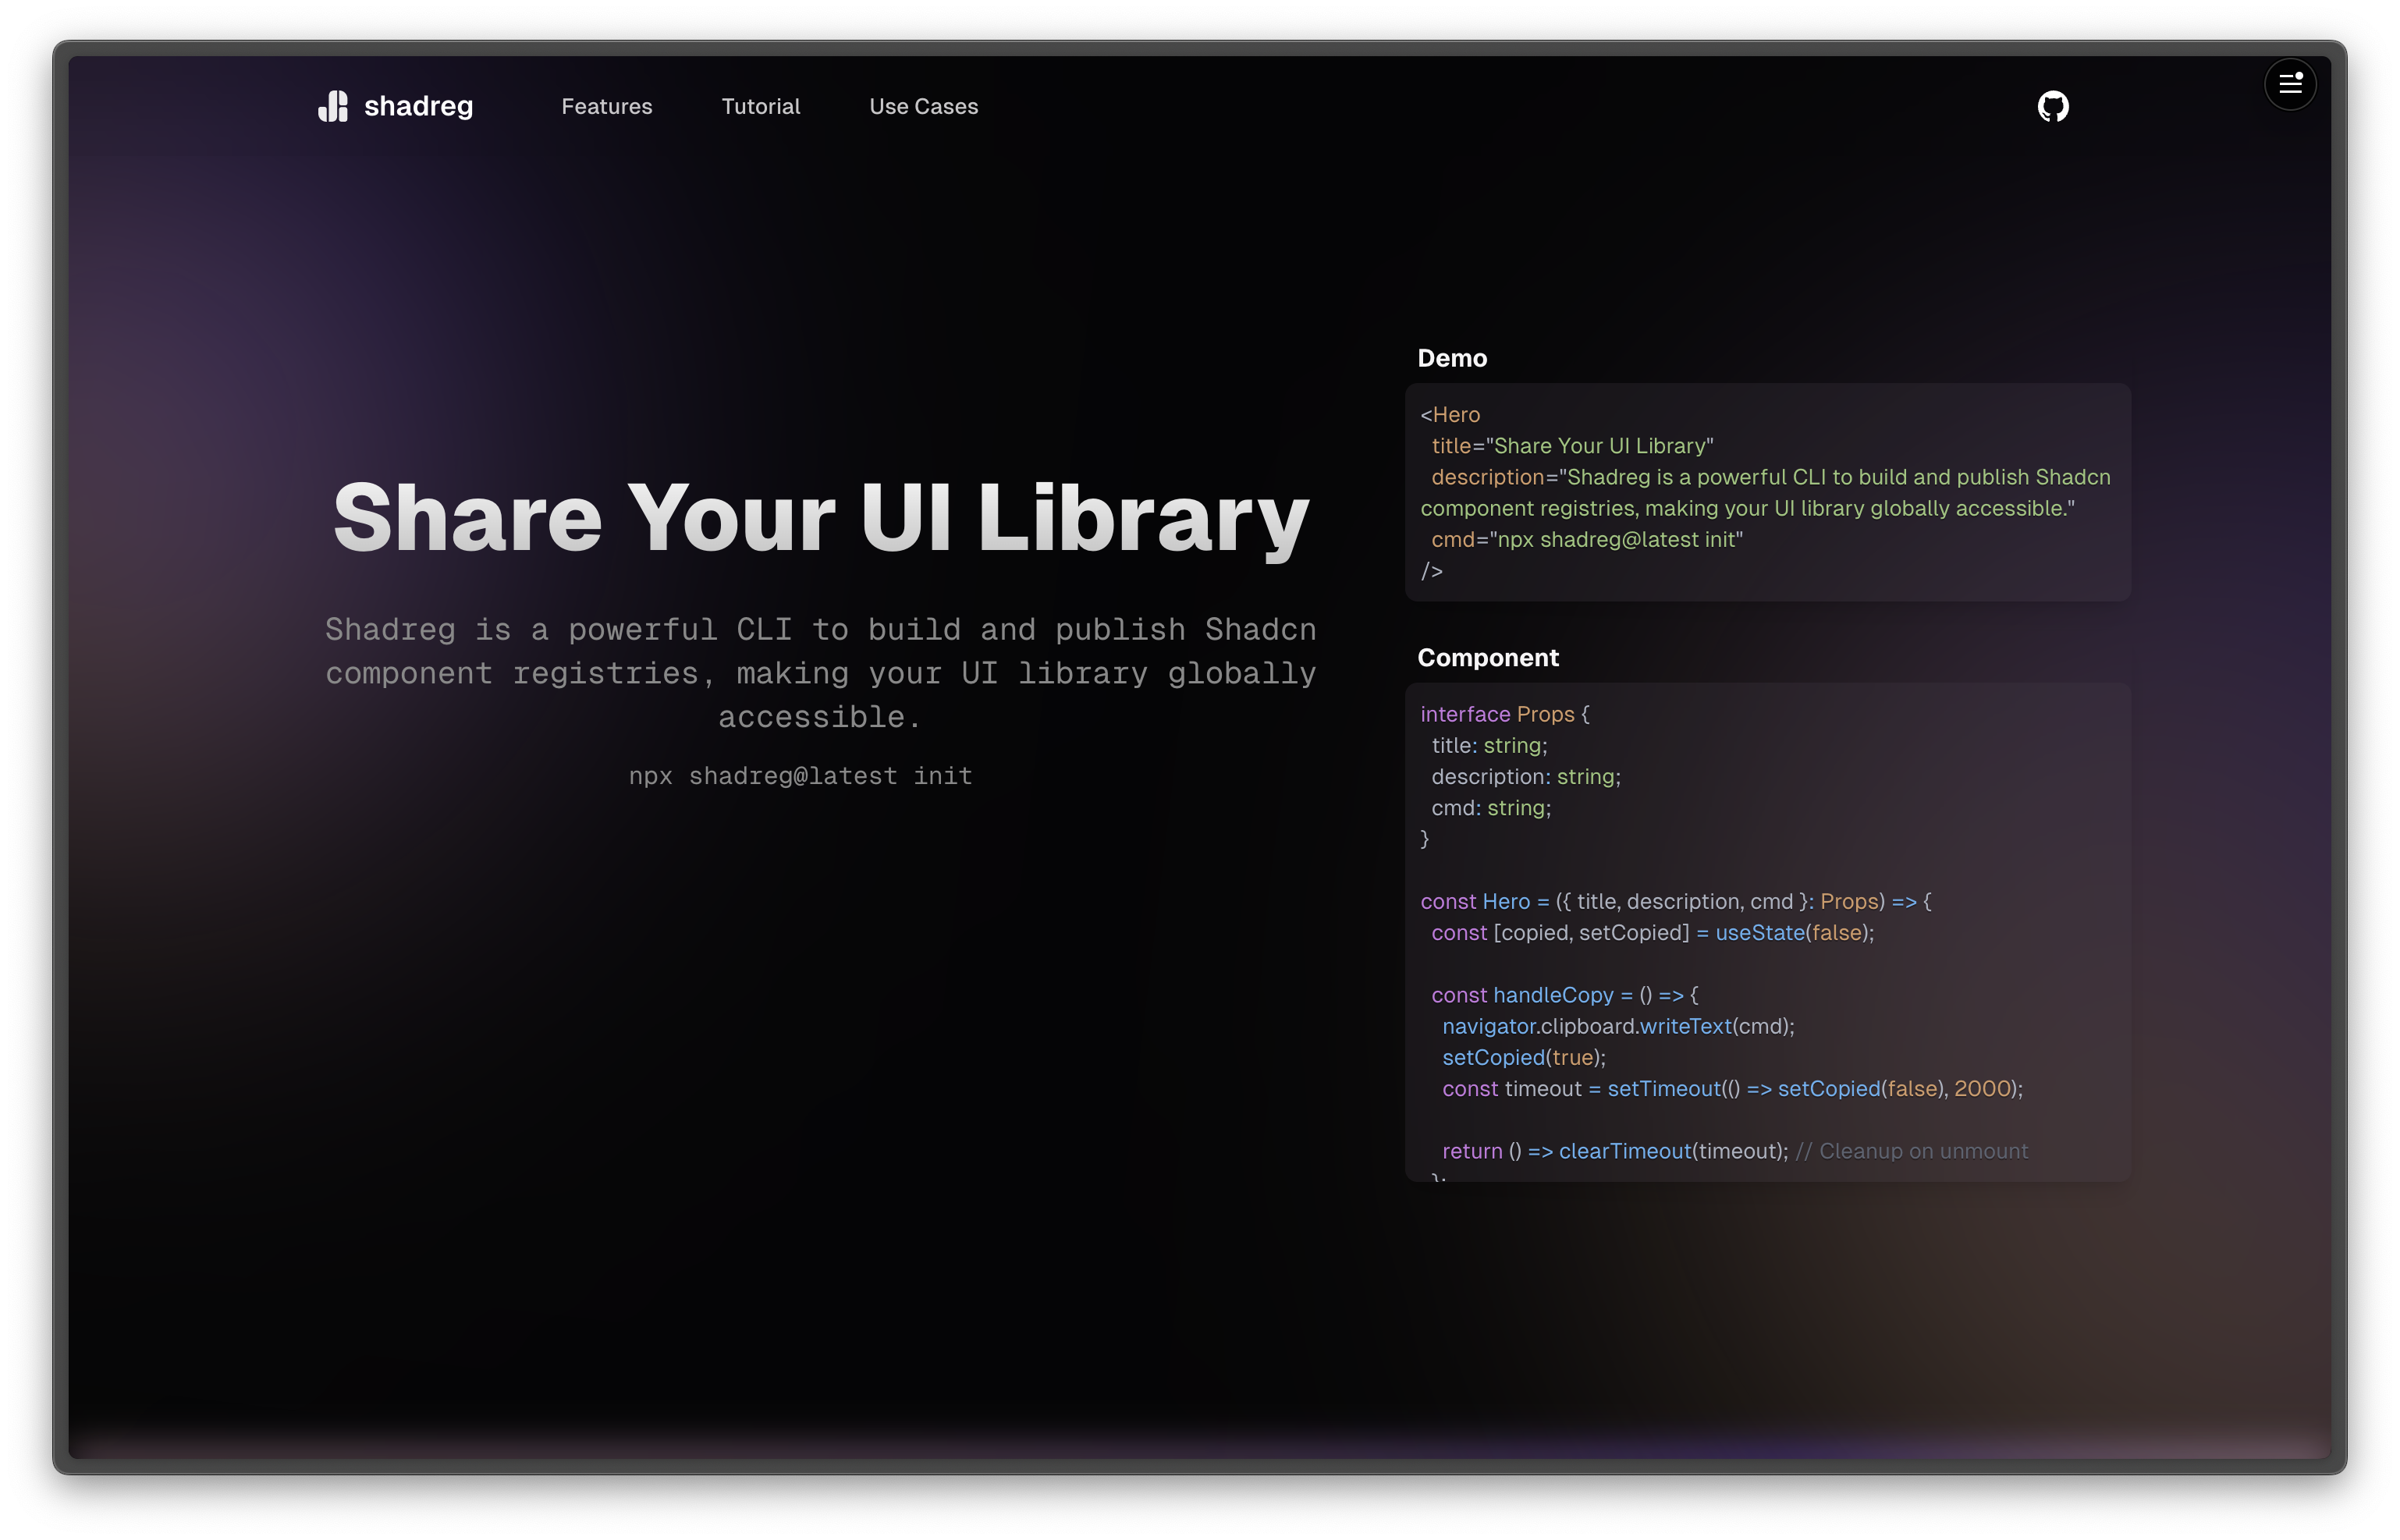 shadreg
Features
Tutorial
Use Cases
Share Your UI Library
Shadreg is a powerful CLI to build and publish Shadcn
component registries, making your UI library globally
accessible.
npx shadreg@latest init
Demo
<Hero
  title="Share Your UI Library"
  description="Shadreg is a powerful CLI to build and publish Shadcn
component registries, making your UI library globally accessible."
  cmd="npx shadreg@latest init"
/>
Component
interface Props {
  title: string;
  description: string;
  cmd: string;
}
const Hero = ({ title, description, cmd }: Props) => {
  const [copied, setCopied] = useState(false);
  const handleCopy = () => {
    navigator.clipboard.writeText(cmd);
    setCopied(true);
    const timeout = setTimeout(() => setCopied(false), 2000);
    return () => clearTimeout(timeout); // Cleanup on unmount
  };